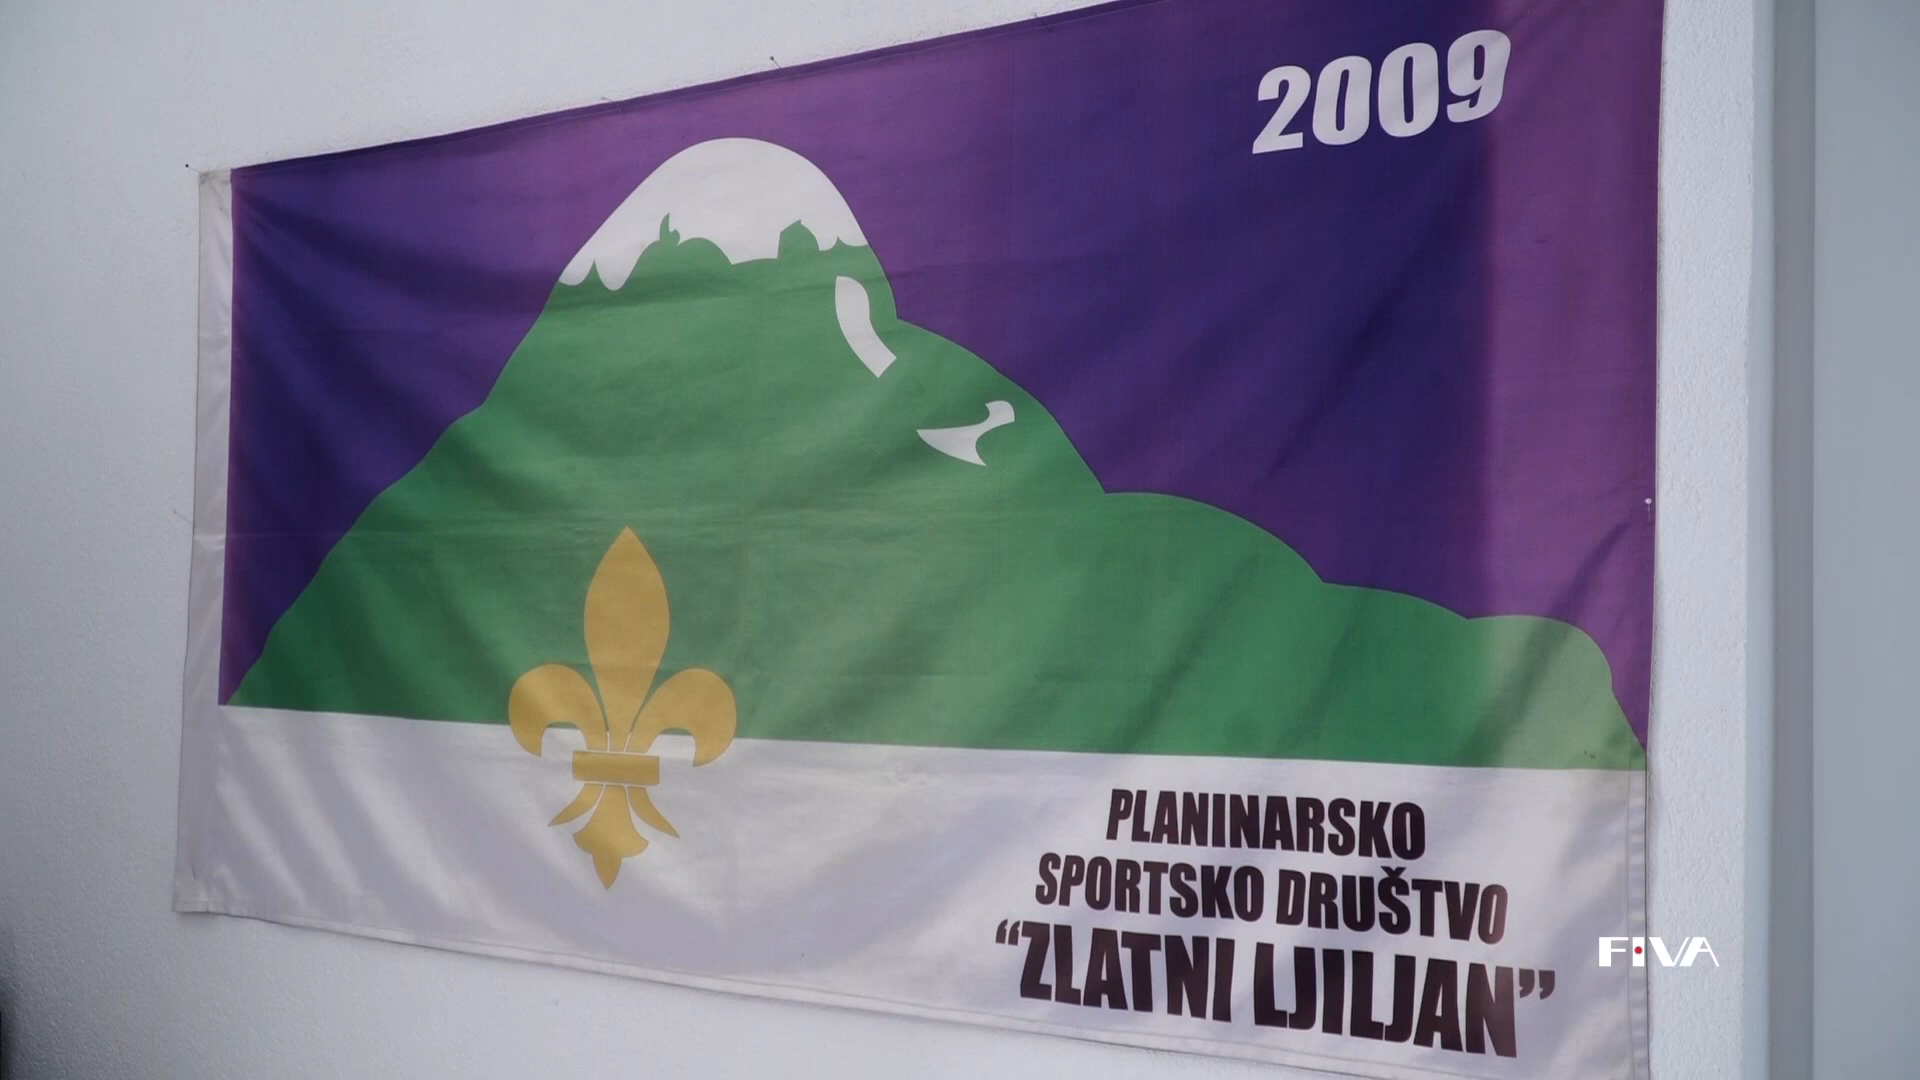 2009
PLANINARSKO
SPORTSKO DRUŠTVO
“ZLATNI LJILJAN”
FIVA